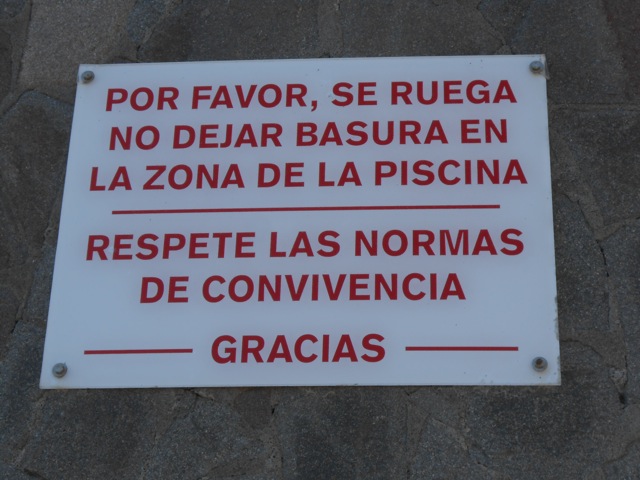 POR FAVOR, SE RUEGA
NO DEJAR BASURA EN
LA ZONA DE LA PISCINA
RESPETE LAS NORMAS
DE CONVIVENCIA
GRACIAS